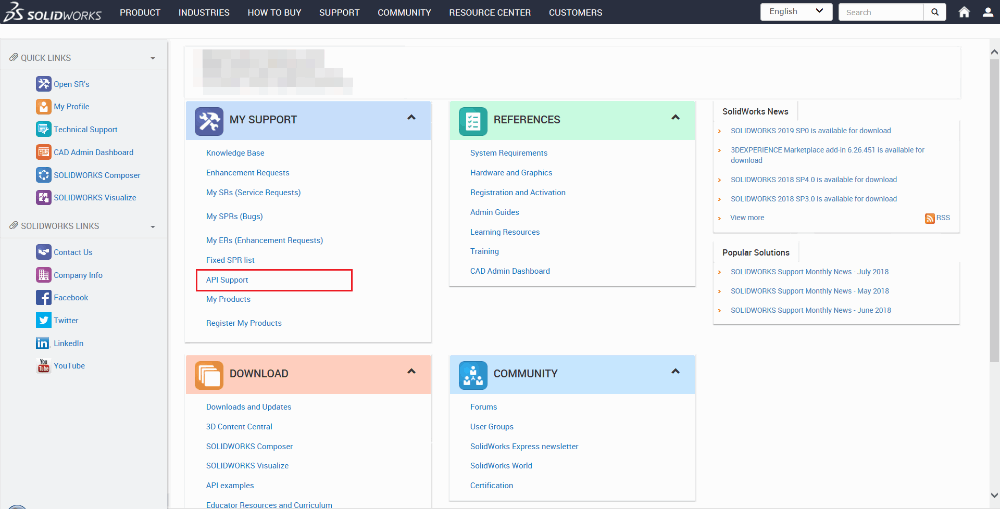 SOLIDWORKS PRODUCT INDUSTRIES HOW TO BUY SUPPORT COMMUNITY RESOURCE CENTER CUSTOMERS English Search
QUICK LINKS
Open SR's
My Profile
Technical Support
CAD Admin Dashboard
SOLIDWORKS Composer
SOLIDWORKS Visualize
SOLIDWORKS LINKS
Contact Us
Company Info
Facebook
Twitter
LinkedIn
YouTube
MY SUPPORT
Knowledge Base
Enhancement Requests
My SRs (Service Requests)
My SPRs (Bugs)
My ERs (Enhancement Requests)
Fixed SPR list
API Support
My Products
Register My Products
REFERENCES
System Requirements
Hardware and Graphics
Registration and Activation
Admin Guides
Learning Resources
Training
CAD Admin Dashboard
SolidWorks News
SOLIDWORKS 2019 SP0 is available for download
3DEXPERIENCE Marketplace add-in 6.26.451 is available for
download
SOLIDWORKS 2018 SP4.0 is available for download
SOLIDWORKS 2018 SP3.0 is available for download
View more RSS
Popular Solutions
SOLIDWORKS Support Monthly News - July 2018
SOLIDWORKS Support Monthly News - May 2018
SOLIDWORKS Support Monthly News - June 2018
DOWNLOAD
Downloads and Updates
3D Content Central
SOLIDWORKS Composer
SOLIDWORKS Visualize
API examples
Educator Resources and Curriculum
COMMUNITY
Forums
User Groups
SolidWorks Express newsletter
SolidWorks World
Certification